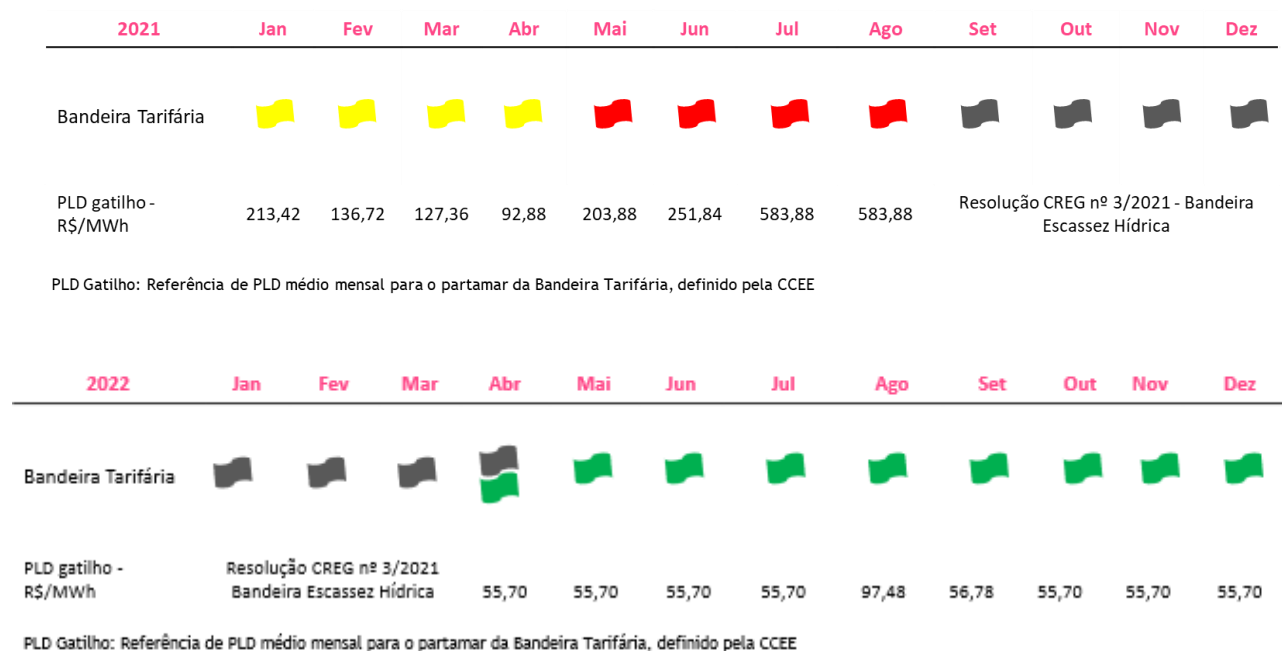 2021 Jan Fev Mar Abr Mai Jun Jul Ago Set Out Nov Dez
Bandeira Tarifária
PLD gatilho -
R$/MWh
213,42 136,72 127,36 92,88 203,88 251,84 583,88 583,88
Resolução CREG nº 3/2021 - Bandeira
Escassez Hídrica
PLD Gatilho: Referência de PLD médio mensal para o partamar da Bandeira Tarifária, definido pela CCEE
2022 Jan Fev Mar Abr Mai Jun Jul Ago Set Out Nov Dez
Bandeira Tarifária
PLD gatilho -
R$/MWh
Resolução CREG nº 3/2021
Bandeira Escassez Hídrica
55,70 55,70 55,70 55,70 97,48 56,78 55,70 55,70 55,70
PLD Gatilho: Referência de PLD médio mensal para o partamar da Bandeira Tarifária, definido pela CCEE